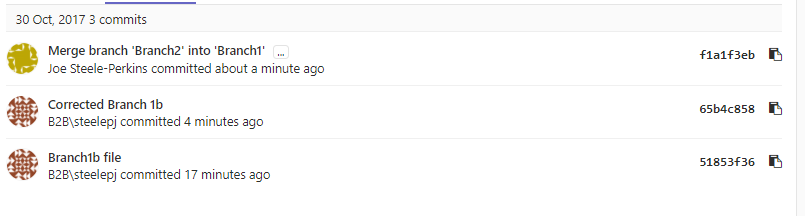 30 Oct, 2017 3 commits
Merge branch 'Branch2' into 'Branch1' ...
Joe Steele-Perkins committed about a minute ago
f1a1f3eb
Corrected Branch 1b
B2B\steelepj committed 4 minutes ago
65b4c858
Branch1b file
B2B\steelepj committed 17 minutes ago
51853f36